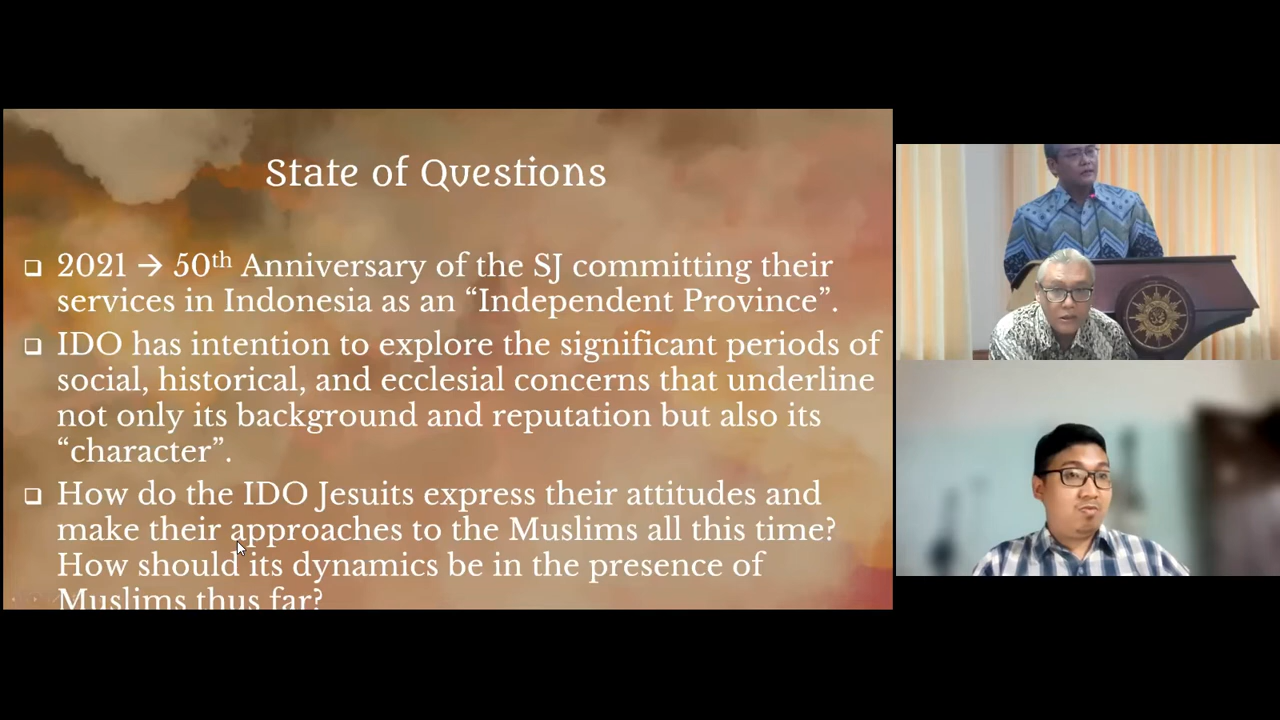 State of Questions
❑ 2021 → 50th Anniversary of the SJ committing their
services in Indonesia as an “Independent Province”.
❑ IDO has intention to explore the significant periods of
social, historical, and ecclesial concerns that underline
not only its background and reputation but also its
“character”.
❑ How do the IDO Jesuits express their attitudes and
make their approaches to the Muslims all this time?
How should its dynamics be in the presence of
Muslims thus far?